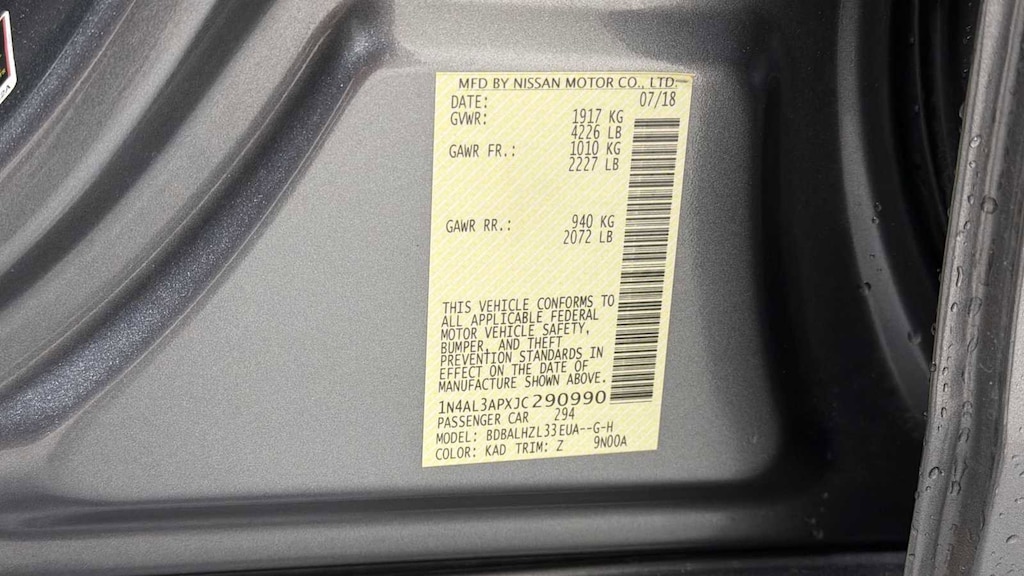 MFD BY NISSAN MOTOR CO., LTD.
DATE: 07/18
GVWR: 1917 KG
4226 LB
GAWR FR.: 1010 KG
2227 LB
GAWR RR.: 940 KG
2072 LB
THIS VEHICLE CONFORMS TO
ALL APPLICABLE FEDERAL
MOTOR VEHICLE SAFETY,
BUMPER, AND THEFT
PREVENTION STANDARDS IN
EFFECT ON THE DATE OF
MANUFACTURE SHOWN ABOVE.
1N4AL3APXJC290990
PASSENGER CAR 294
MODEL: BDBALHZL33EUA--G-H
COLOR: KAD TRIM: Z 9N00A